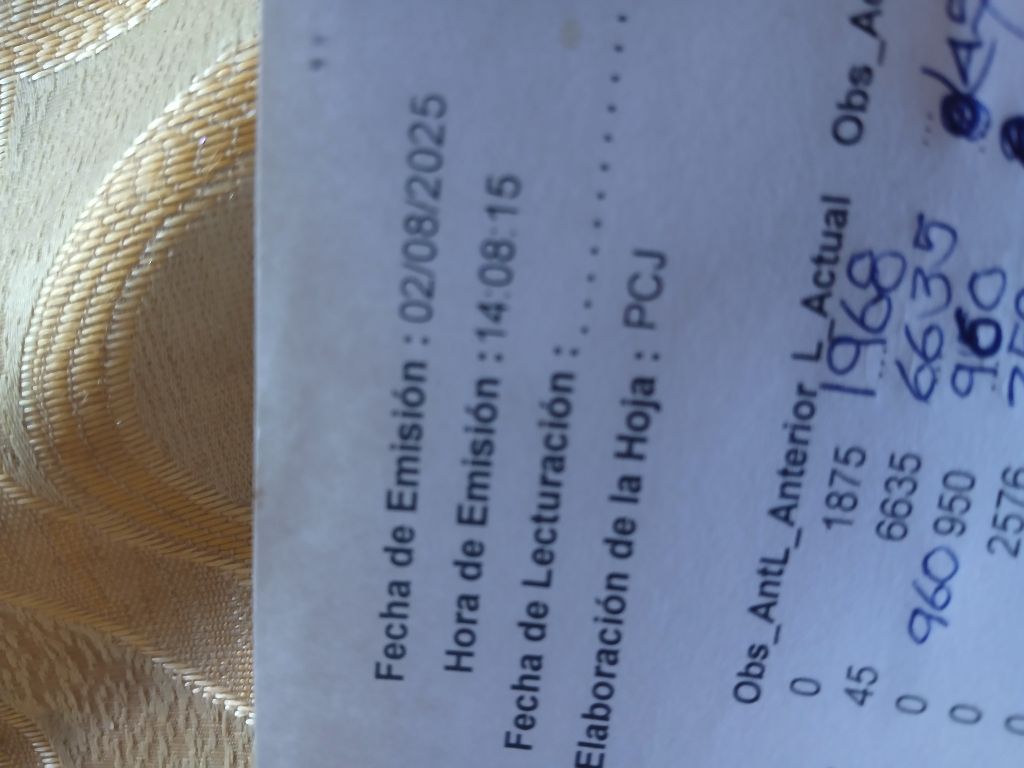 Fecha de Emisión : 02/08/2025
Hora de Emisión : 14:08:15
Fecha de Lecturación : . . . . . . . . . . .
Elaboración de la Hoja : PCJ
Obs_AntL_Anterior L_Actual Obs_Ac
0 1875 1968
45 6635 6635
0 960 950 960
0 2576